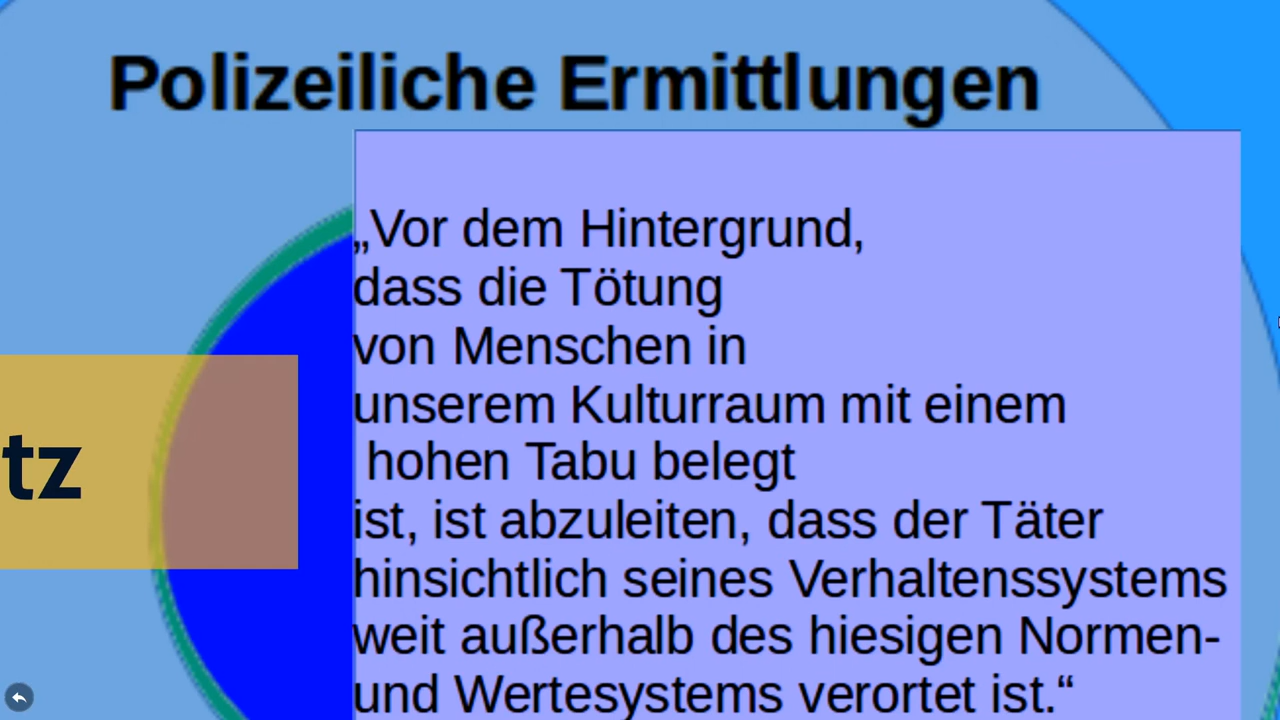 Polizeiliche Ermittlungen
„Vor dem Hintergrund,
dass die Tötung
von Menschen in
unserem Kulturraum mit einem
hohen Tabu belegt
tz
ist, ist abzuleiten, dass der Täter
hinsichtlich seines Verhaltenssystems
weit außerhalb des hiesigen Normen-
und Wertesystems verortet ist.“